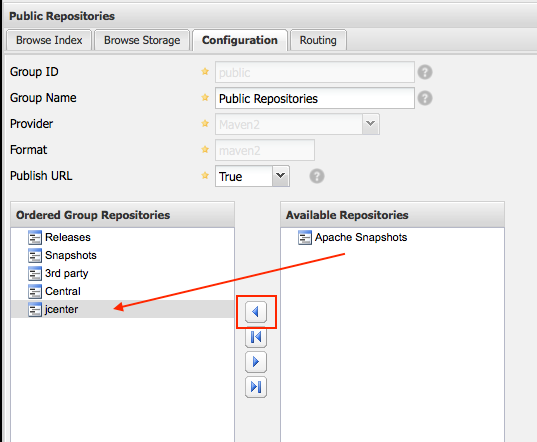 Public Repositories
Browse Index Browse Storage Configuration Routing
Group ID public
Group Name Public Repositories
Provider Maven2
Format maven2
Publish URL True
Ordered Group Repositories
Releases
Snapshots
3rd party
Central
jcenter
Available Repositories
Apache Snapshots